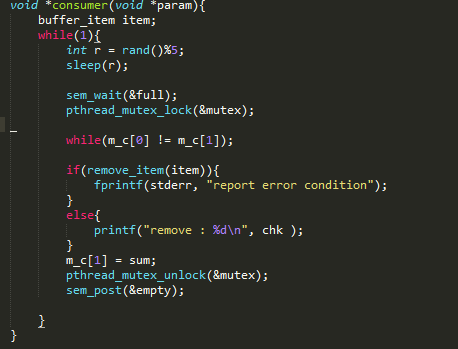 void *consumer(void *param){
buffer_item item;
while(1){
int r = rand()%5;
sleep(r);
sem_wait(&full);
pthread_mutex_lock(&mutex);
while(m_c[0] != m_c[1]);
if(remove_item(item)){
fprintf(stderr, "report error condition");
}
else{
printf("remove : %d\n", chk );
}
m_c[1] = sum;
pthread_mutex_unlock(&mutex);
sem_post(&empty);
}
}